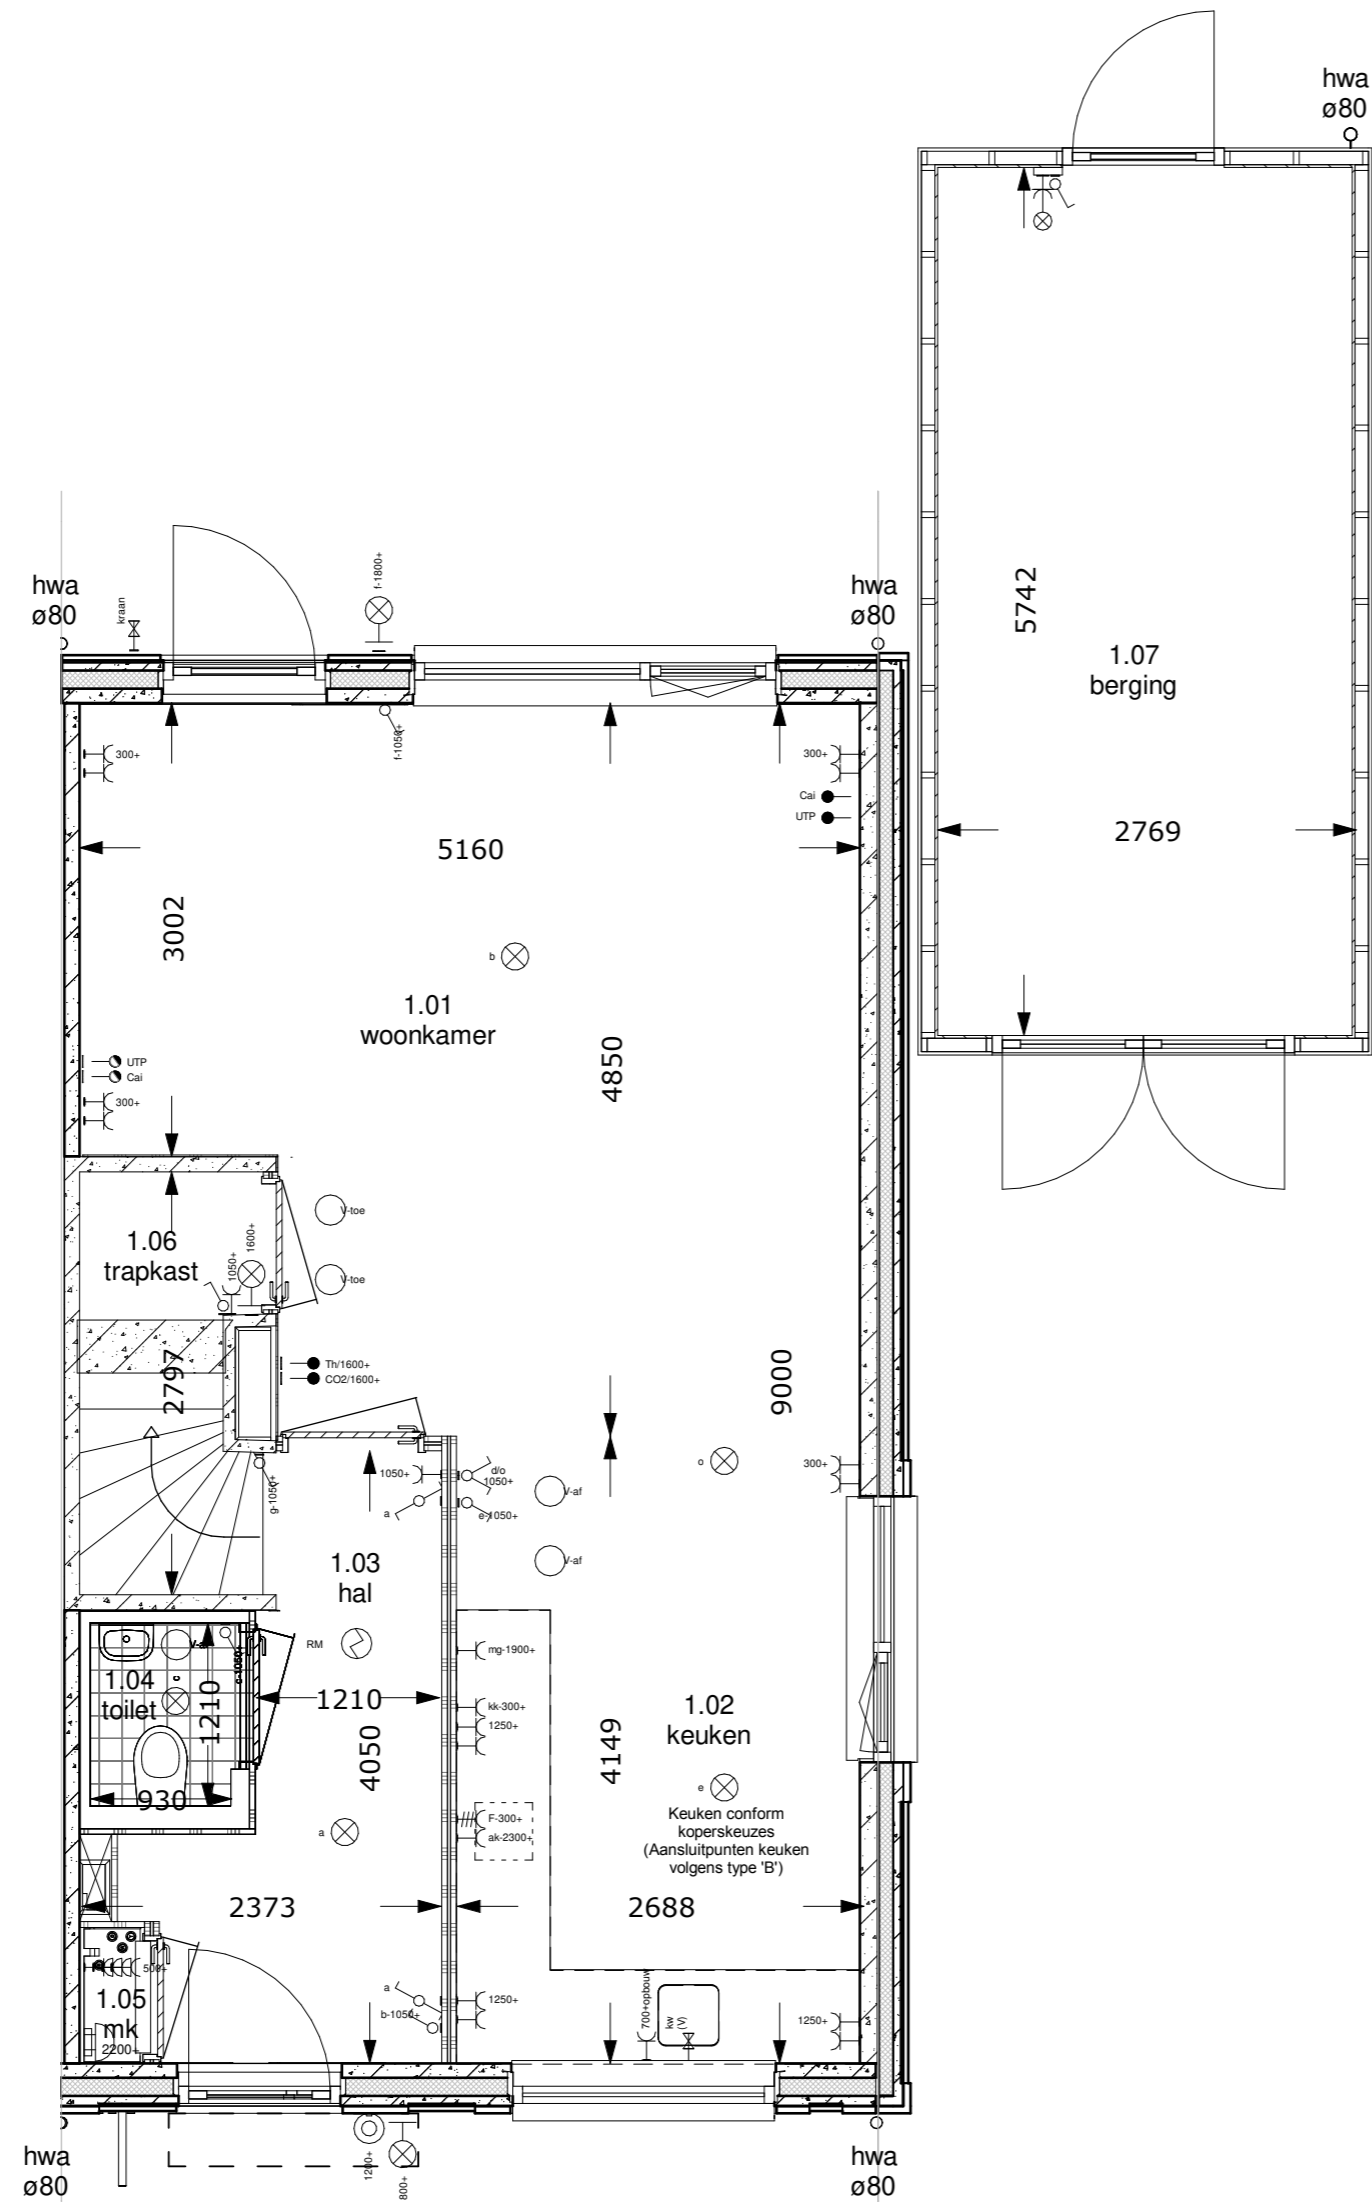 hwa
ø80
hwa
ø80
kraan
f-1800+
hwa
ø80
5742
1.07
berging
2769
300+
f-1050+
300+
Cai
UTP
5160
3002
b
1.01
woonkamer
4850
UTP
Cai
300+
1.06
trapkast
1050+
1600+
V-toe
V-toe
2797
Th/1600+
CO2/1600+
9000
g-1050+
1050+
d/o
1050+
a
e-1050+
V-af
V-af
o
300+
1.03
hal
RM
mg-1900+
kk-300+
1250+
1.04
toilet
c
c-1050+
1210
930
1210
4050
a
4149
1.02
keuken
e
Keuken conform
koperskeuzes
(Aansluitpunten keuken
volgens type 'B')
F-300+
ak-2300+
2373
2688
500+
1.05
mk
2200+
a
b-1050+
1250+
700+opbouw
kw
(V)
1250+
hwa
ø80
1200+
800+
hwa
ø80